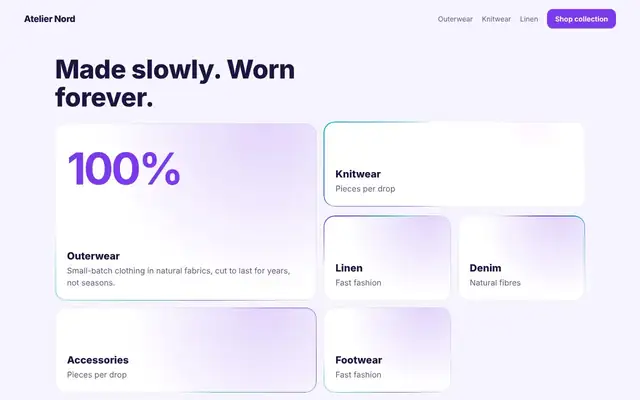 Atelier Nord
Outerwear
Knitwear
Linen
Shop collection
Made slowly. Worn
forever.
100%
Outerwear
Small-batch clothing in natural fabrics, cut to last for years,
not seasons.
Knitwear
Pieces per drop
Linen
Fast fashion
Denim
Natural fibres
Accessories
Pieces per drop
Footwear
Fast fashion